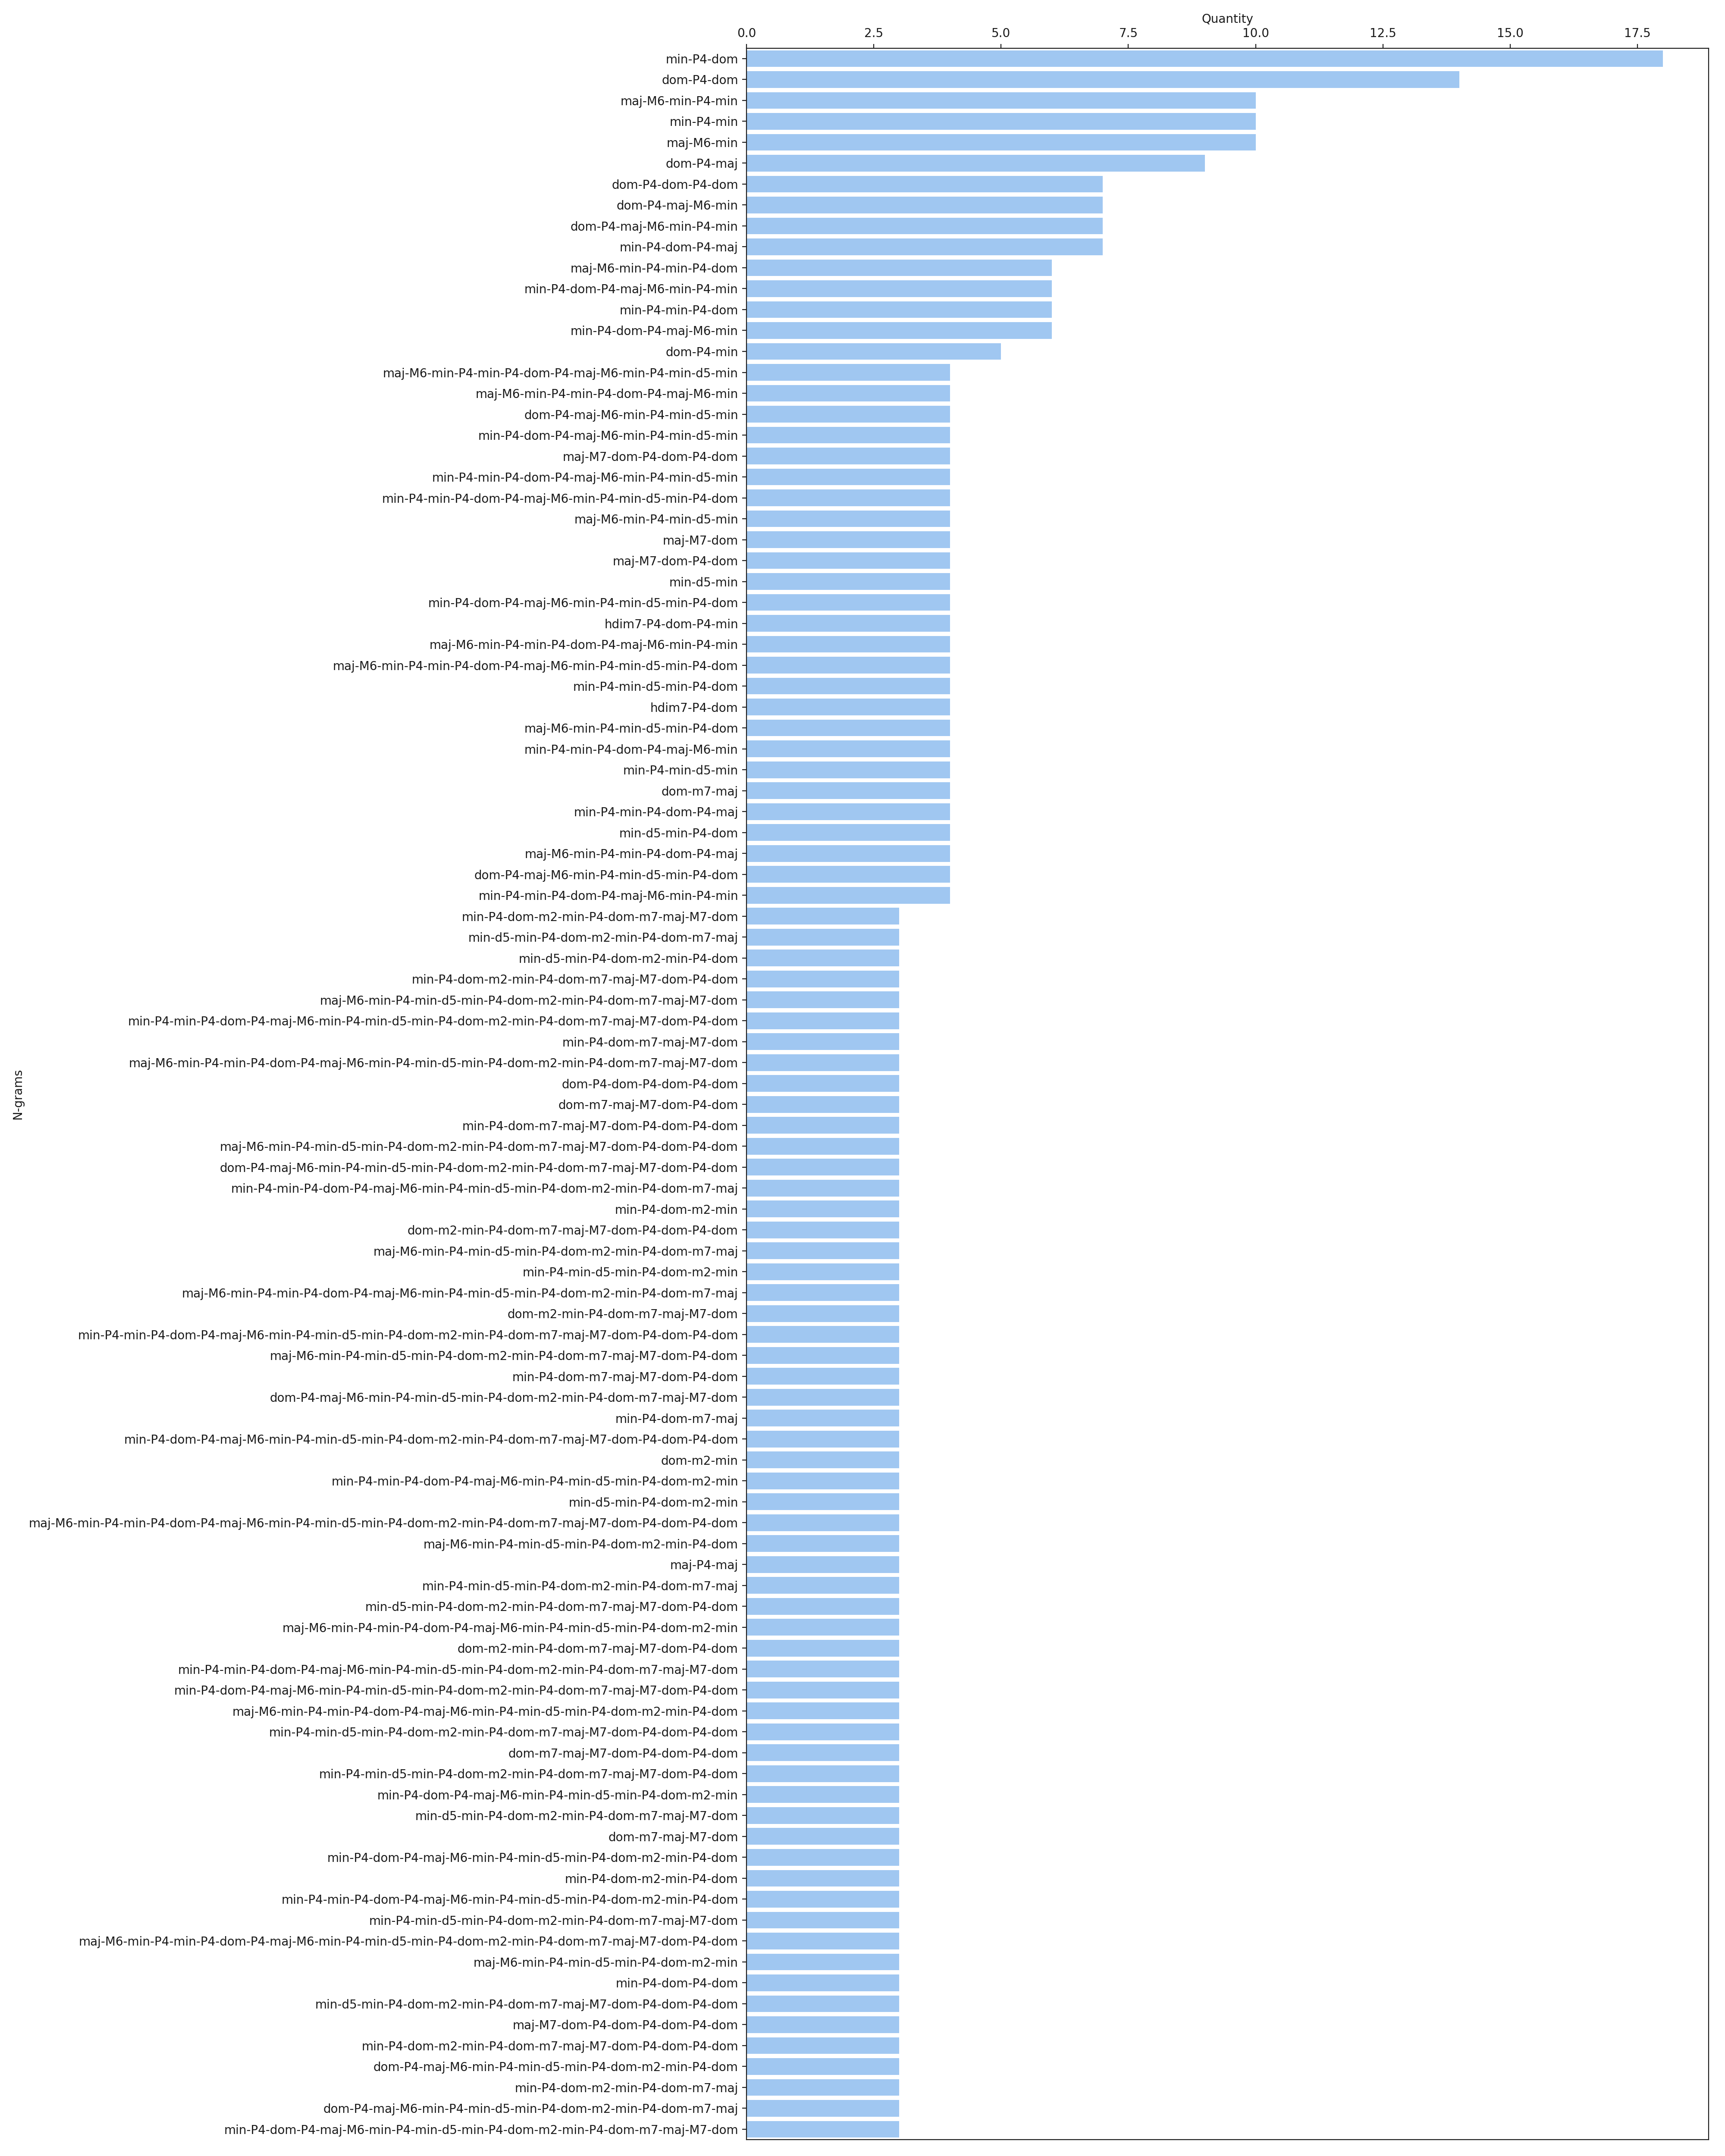 Quantity
0.0 2.5 5.0 7.5 10.0 12.5 15.0 17.5
min-P4-dom
dom-P4-dom
maj-M6-min-P4-min
min-P4-min
maj-M6-min
dom-P4-maj
dom-P4-dom-P4-dom
dom-P4-maj-M6-min
dom-P4-maj-M6-min-P4-min
min-P4-dom-P4-maj
maj-M6-min-P4-min-P4-dom
min-P4-dom-P4-maj-M6-min-P4-min
min-P4-min-P4-dom
min-P4-dom-P4-maj-M6-min
dom-P4-min
maj-M6-min-P4-min-P4-dom-P4-maj-M6-min-P4-min-d5-min
maj-M6-min-P4-min-P4-dom-P4-maj-M6-min
dom-P4-maj-M6-min-P4-min-d5-min
min-P4-dom-P4-maj-M6-min-P4-min-d5-min
maj-M7-dom-P4-dom-P4-dom
min-P4-min-P4-dom-P4-maj-M6-min-P4-min-d5-min
min-P4-min-P4-dom-P4-maj-M6-min-P4-min-d5-min-P4-dom
maj-M6-min-P4-min-d5-min
maj-M7-dom
maj-M7-dom-P4-dom
min-d5-min
min-P4-dom-P4-maj-M6-min-P4-min-d5-min-P4-dom
hdim7-P4-dom-P4-min
maj-M6-min-P4-min-P4-dom-P4-maj-M6-min-P4-min
maj-M6-min-P4-min-P4-dom-P4-maj-M6-min-P4-min-d5-min-P4-dom
min-P4-min-d5-min-P4-dom
hdim7-P4-dom
maj-M6-min-P4-min-d5-min-P4-dom
min-P4-min-P4-dom-P4-maj-M6-min
min-P4-min-d5-min
dom-m7-maj
min-P4-min-P4-dom-P4-maj
min-d5-min-P4-dom
maj-M6-min-P4-min-P4-dom-P4-maj
dom-P4-maj-M6-min-P4-min-d5-min-P4-dom
min-P4-min-P4-dom-P4-maj-M6-min-P4-min
min-P4-dom-m2-min-P4-dom-m7-maj-M7-dom
min-d5-min-P4-dom-m2-min-P4-dom-m7-maj
min-d5-min-P4-dom-m2-min-P4-dom
min-P4-dom-m2-min-P4-dom-m7-maj-M7-dom-P4-dom
maj-M6-min-P4-min-d5-min-P4-dom-m2-min-P4-dom-m7-maj-M7-dom
min-P4-min-P4-dom-P4-maj-M6-min-P4-min-d5-min-P4-dom-m2-min-P4-dom-m7-maj-M7-dom-P4-dom
min-P4-dom-m7-maj-M7-dom
maj-M6-min-P4-min-P4-dom-P4-maj-M6-min-P4-min-d5-min-P4-dom-m2-min-P4-dom-m7-maj-M7-dom
dom-P4-dom-P4-dom-P4-dom
dom-m7-maj-M7-dom-P4-dom
min-P4-dom-m7-maj-M7-dom-P4-dom-P4-dom
maj-M6-min-P4-min-d5-min-P4-dom-m2-min-P4-dom-m7-maj-M7-dom-P4-dom-P4-dom
dom-P4-maj-M6-min-P4-min-d5-min-P4-dom-m2-min-P4-dom-m7-maj-M7-dom-P4-dom
min-P4-min-P4-dom-P4-maj-M6-min-P4-min-d5-min-P4-dom-m2-min-P4-dom-m7-maj
min-P4-dom-m2-min
dom-m2-min-P4-dom-m7-maj-M7-dom-P4-dom-P4-dom
maj-M6-min-P4-min-d5-min-P4-dom-m2-min-P4-dom-m7-maj
min-P4-min-d5-min-P4-dom-m2-min
maj-M6-min-P4-min-P4-dom-P4-maj-M6-min-P4-min-d5-min-P4-dom-m2-min-P4-dom-m7-maj
dom-m2-min-P4-dom-m7-maj-M7-dom
min-P4-min-P4-dom-P4-maj-M6-min-P4-min-d5-min-P4-dom-m2-min-P4-dom-m7-maj-M7-dom-P4-dom-P4-dom
maj-M6-min-P4-min-d5-min-P4-dom-m2-min-P4-dom-m7-maj-M7-dom-P4-dom
min-P4-dom-m7-maj-M7-dom-P4-dom
dom-P4-maj-M6-min-P4-min-d5-min-P4-dom-m2-min-P4-dom-m7-maj-M7-dom
min-P4-dom-m7-maj
min-P4-dom-P4-maj-M6-min-P4-min-d5-min-P4-dom-m2-min-P4-dom-m7-maj-M7-dom-P4-dom-P4-dom
dom-m2-min
min-P4-min-P4-dom-P4-maj-M6-min-P4-min-d5-min-P4-dom-m2-min
min-d5-min-P4-dom-m2-min
maj-M6-min-P4-min-P4-dom-P4-maj-M6-min-P4-min-d5-min-P4-dom-m2-min-P4-dom-m7-maj-M7-dom-P4-dom-P4-dom
maj-M6-min-P4-min-d5-min-P4-dom-m2-min-P4-dom
maj-P4-maj
min-P4-min-d5-min-P4-dom-m2-min-P4-dom-m7-maj
min-d5-min-P4-dom-m2-min-P4-dom-m7-maj-M7-dom-P4-dom
maj-M6-min-P4-min-P4-dom-P4-maj-M6-min-P4-min-d5-min-P4-dom-m2-min
dom-m2-min-P4-dom-m7-maj-M7-dom-P4-dom
min-P4-min-P4-dom-P4-maj-M6-min-P4-min-d5-min-P4-dom-m2-min-P4-dom-m7-maj-M7-dom
min-P4-dom-P4-maj-M6-min-P4-min-d5-min-P4-dom-m2-min-P4-dom-m7-maj-M7-dom-P4-dom
maj-M6-min-P4-min-P4-dom-P4-maj-M6-min-P4-min-d5-min-P4-dom-m2-min-P4-dom
min-P4-min-d5-min-P4-dom-m2-min-P4-dom-m7-maj-M7-dom-P4-dom-P4-dom
dom-m7-maj-M7-dom-P4-dom-P4-dom
min-P4-min-d5-min-P4-dom-m2-min-P4-dom-m7-maj-M7-dom-P4-dom
min-P4-dom-P4-maj-M6-min-P4-min-d5-min-P4-dom-m2-min
min-d5-min-P4-dom-m2-min-P4-dom-m7-maj-M7-dom
dom-m7-maj-M7-dom
min-P4-dom-P4-maj-M6-min-P4-min-d5-min-P4-dom-m2-min-P4-dom
min-P4-dom-m2-min-P4-dom
min-P4-min-P4-dom-P4-maj-M6-min-P4-min-d5-min-P4-dom-m2-min-P4-dom
min-P4-min-d5-min-P4-dom-m2-min-P4-dom-m7-maj-M7-dom
maj-M6-min-P4-min-P4-dom-P4-maj-M6-min-P4-min-d5-min-P4-dom-m2-min-P4-dom-m7-maj-M7-dom-P4-dom
maj-M6-min-P4-min-d5-min-P4-dom-m2-min
min-P4-dom-P4-dom
min-d5-min-P4-dom-m2-min-P4-dom-m7-maj-M7-dom-P4-dom-P4-dom
maj-M7-dom-P4-dom-P4-dom-P4-dom
min-P4-dom-m2-min-P4-dom-m7-maj-M7-dom-P4-dom-P4-dom
dom-P4-maj-M6-min-P4-min-d5-min-P4-dom-m2-min-P4-dom
min-P4-dom-m2-min-P4-dom-m7-maj
dom-P4-maj-M6-min-P4-min-d5-min-P4-dom-m2-min-P4-dom-m7-maj
min-P4-dom-P4-maj-M6-min-P4-min-d5-min-P4-dom-m2-min-P4-dom-m7-maj-M7-dom
N-grams